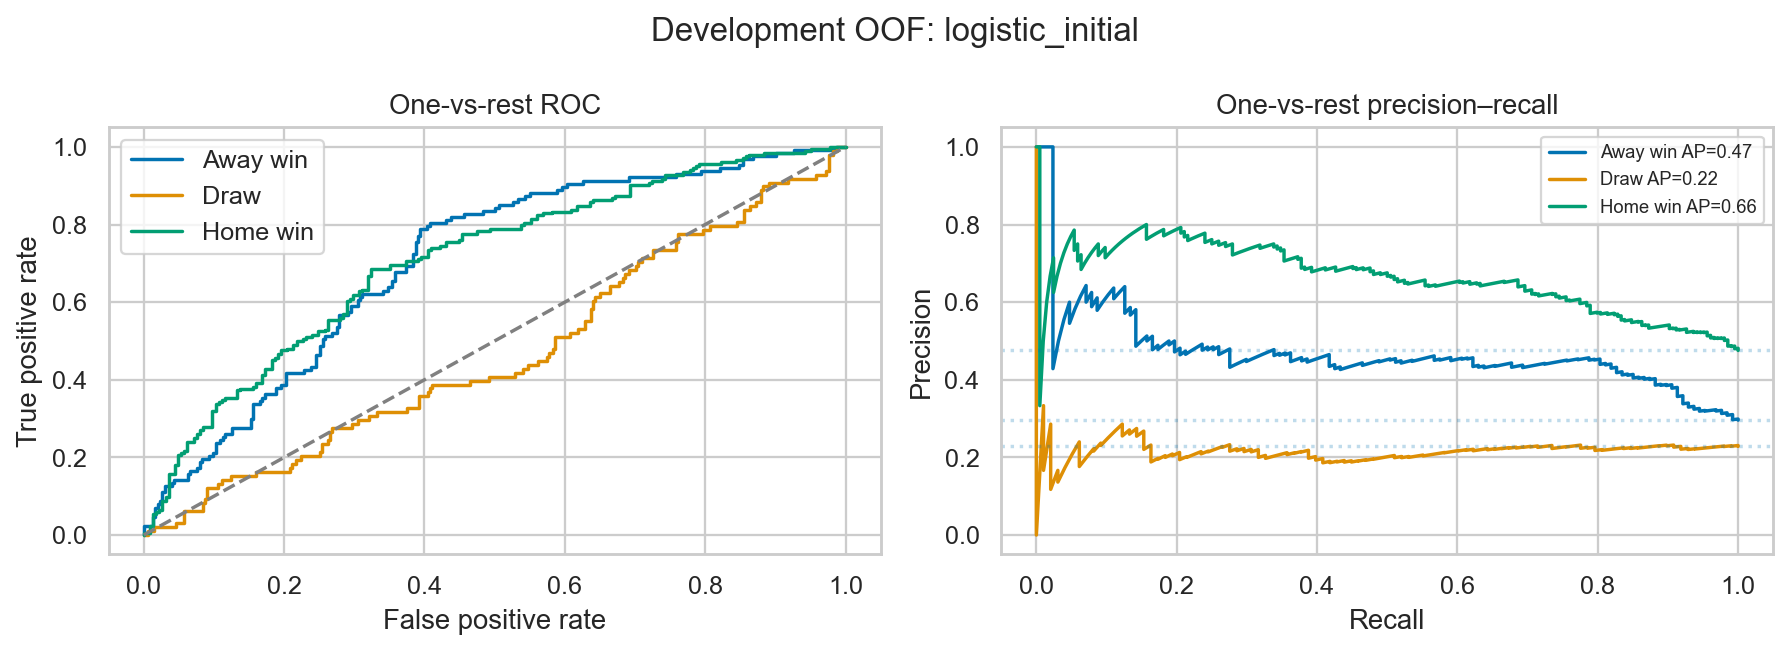 Development OOF: logistic_initial
One-vs-rest ROC
True positive rate
1.0
0.8
0.6
0.4
0.2
0.0
Away win
Draw
Home win
0.0 0.2 0.4 0.6 0.8 1.0
False positive rate
One-vs-rest precision–recall
Precision
1.0
0.8
0.6
0.4
0.2
0.0
Away win AP=0.47
Draw AP=0.22
Home win AP=0.66
0.0 0.2 0.4 0.6 0.8 1.0
Recall